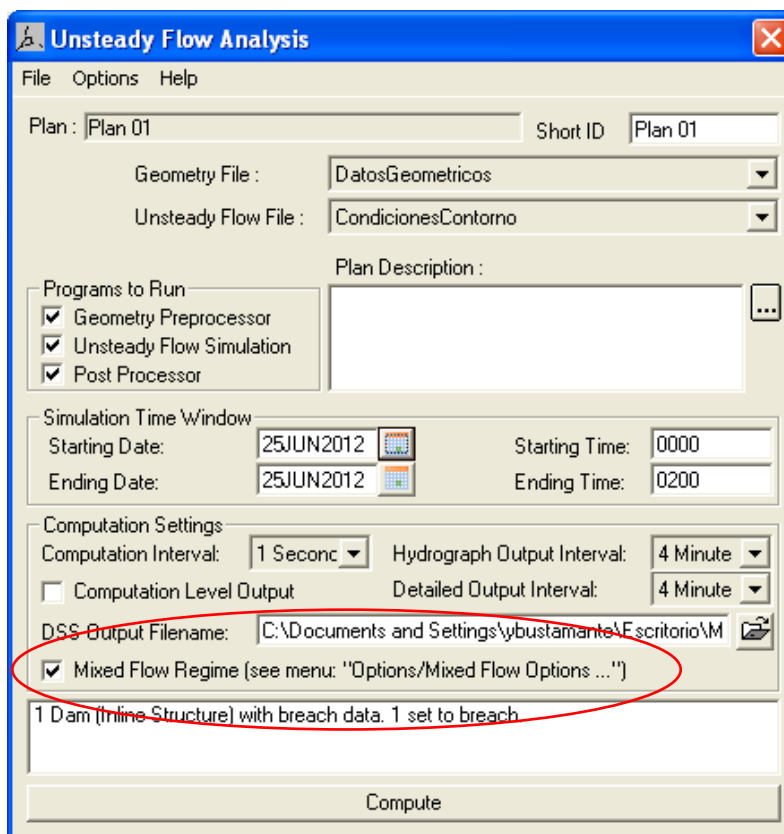 Unsteady Flow Analysis
File Options Help
Plan : Plan 01 Short ID Plan 01
Geometry File : DatosGeometricos
Unsteady Flow File : CondicionesContorno
Plan Description :
Programs to Run
Geometry Preprocessor
Unsteady Flow Simulation
Post Processor
...
Simulation Time Window
Starting Date: 25JUN2012 Starting Time: 0000
Ending Date: 25JUN2012 Ending Time: 0200
Computation Settings
Computation Interval: 1 Second Hydrograph Output Interval: 4 Minute
Computation Level Output Detailed Output Interval: 4 Minute
DSS Output Filename: C:\Documents and Settings\ybustamante\Escritorio\M
Mixed Flow Regime (see menu: "Options/Mixed Flow Options ...")
1 Dam (Inline Structure) with breach data. 1 set to breach.
Compute